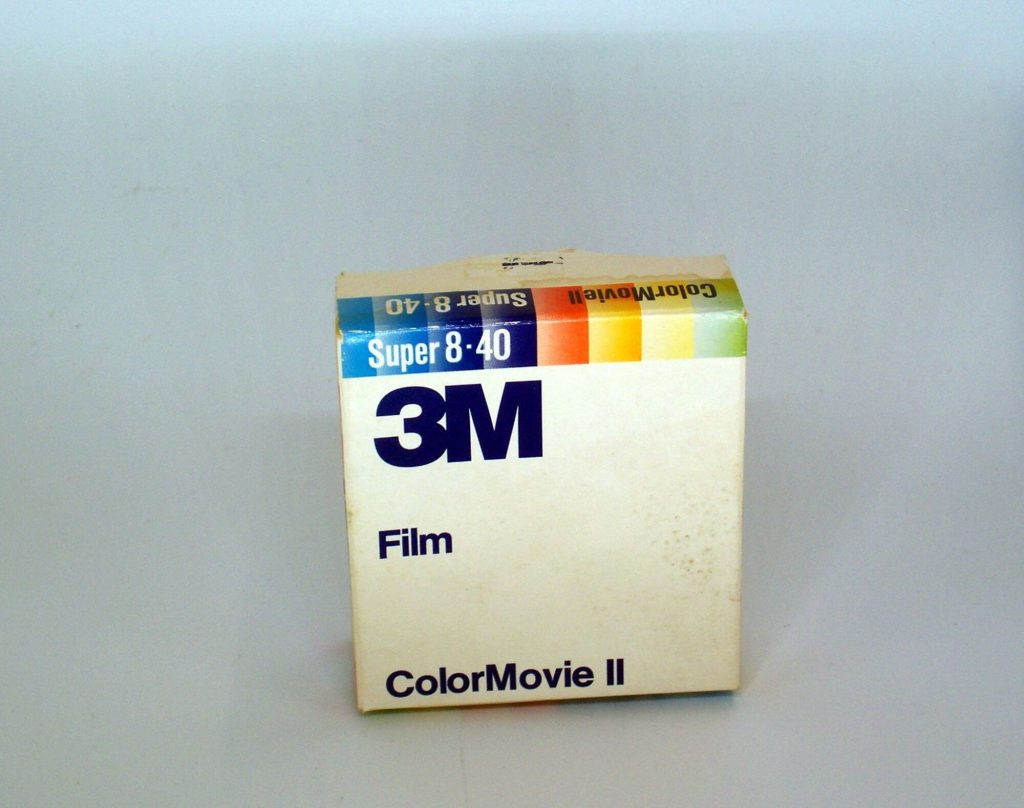 Super 8·40 ColorMovie II
Super 8·40
3M
Film
ColorMovie II